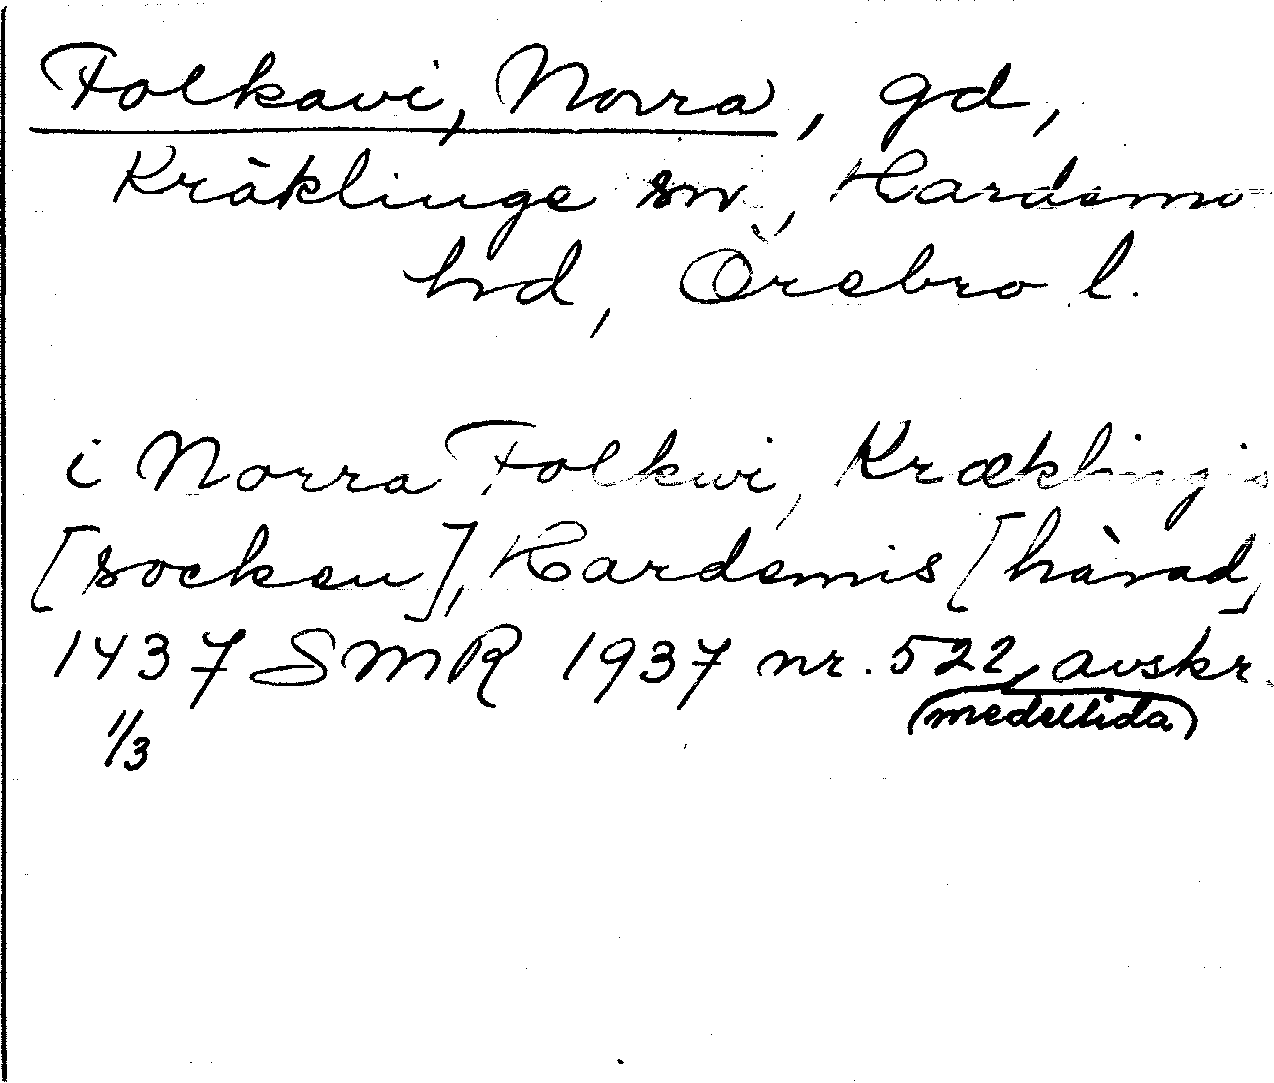 Folkavi, Norra, gd,
Kräklinge sn, Hardemo
hd, Örebro l.
i Norra Folkwi, Kræklingis
[socken], Hardemis [härad]
1437 SMR 1937 nr. 522, avskr.
(medeltida)
1/3